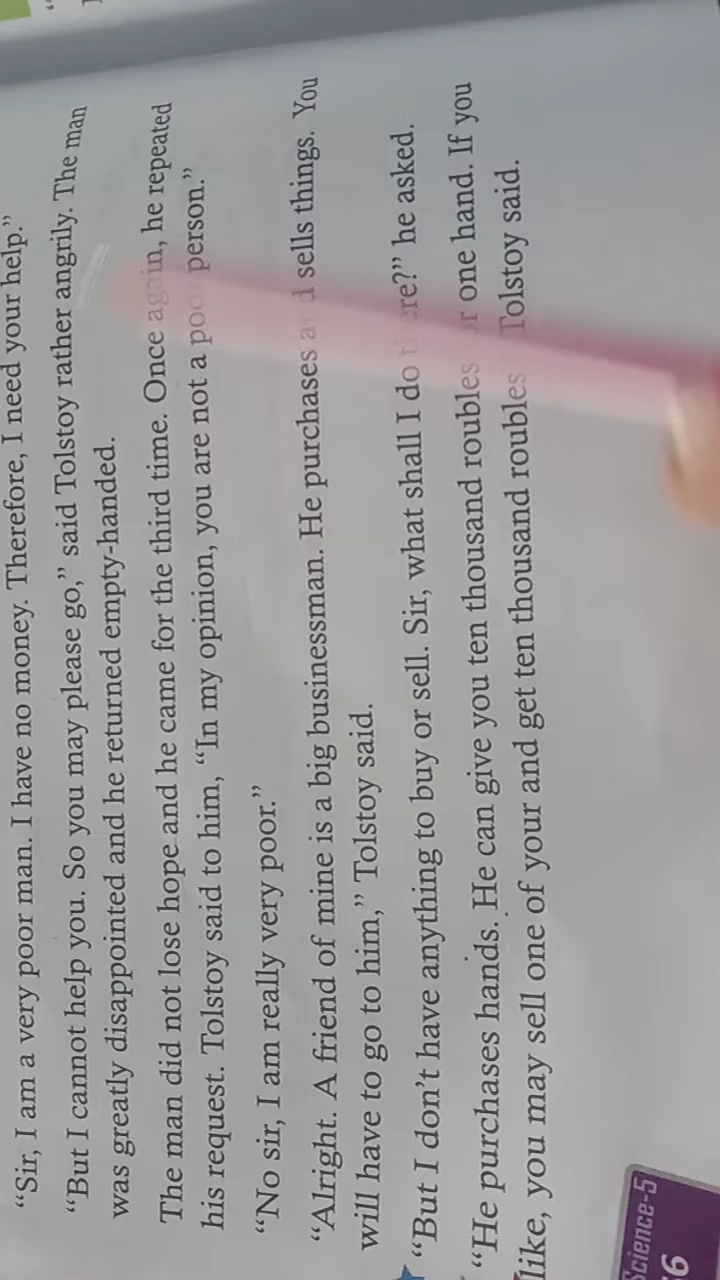 “Sir, I am a very poor man. I have no money. Therefore, I need your help.”
“But I cannot help you. So you may please go,” said Tolstoy rather angrily. The man
was greatly disappointed and he returned empty-handed.
The man did not lose hope and he came for the third time. Once again, he repeated
his request. Tolstoy said to him, “In my opinion, you are not a poor person.”
“No sir, I am really very poor.”
“Alright. A friend of mine is a big businessman. He purchases and sells things. You
will have to go to him,” Tolstoy said.
“But I don’t have anything to buy or sell. Sir, what shall I do there?” he asked.
“He purchases hands. He can give you ten thousand roubles for one hand. If you
like, you may sell one of your and get ten thousand roubles Tolstoy said.
cience-5
6